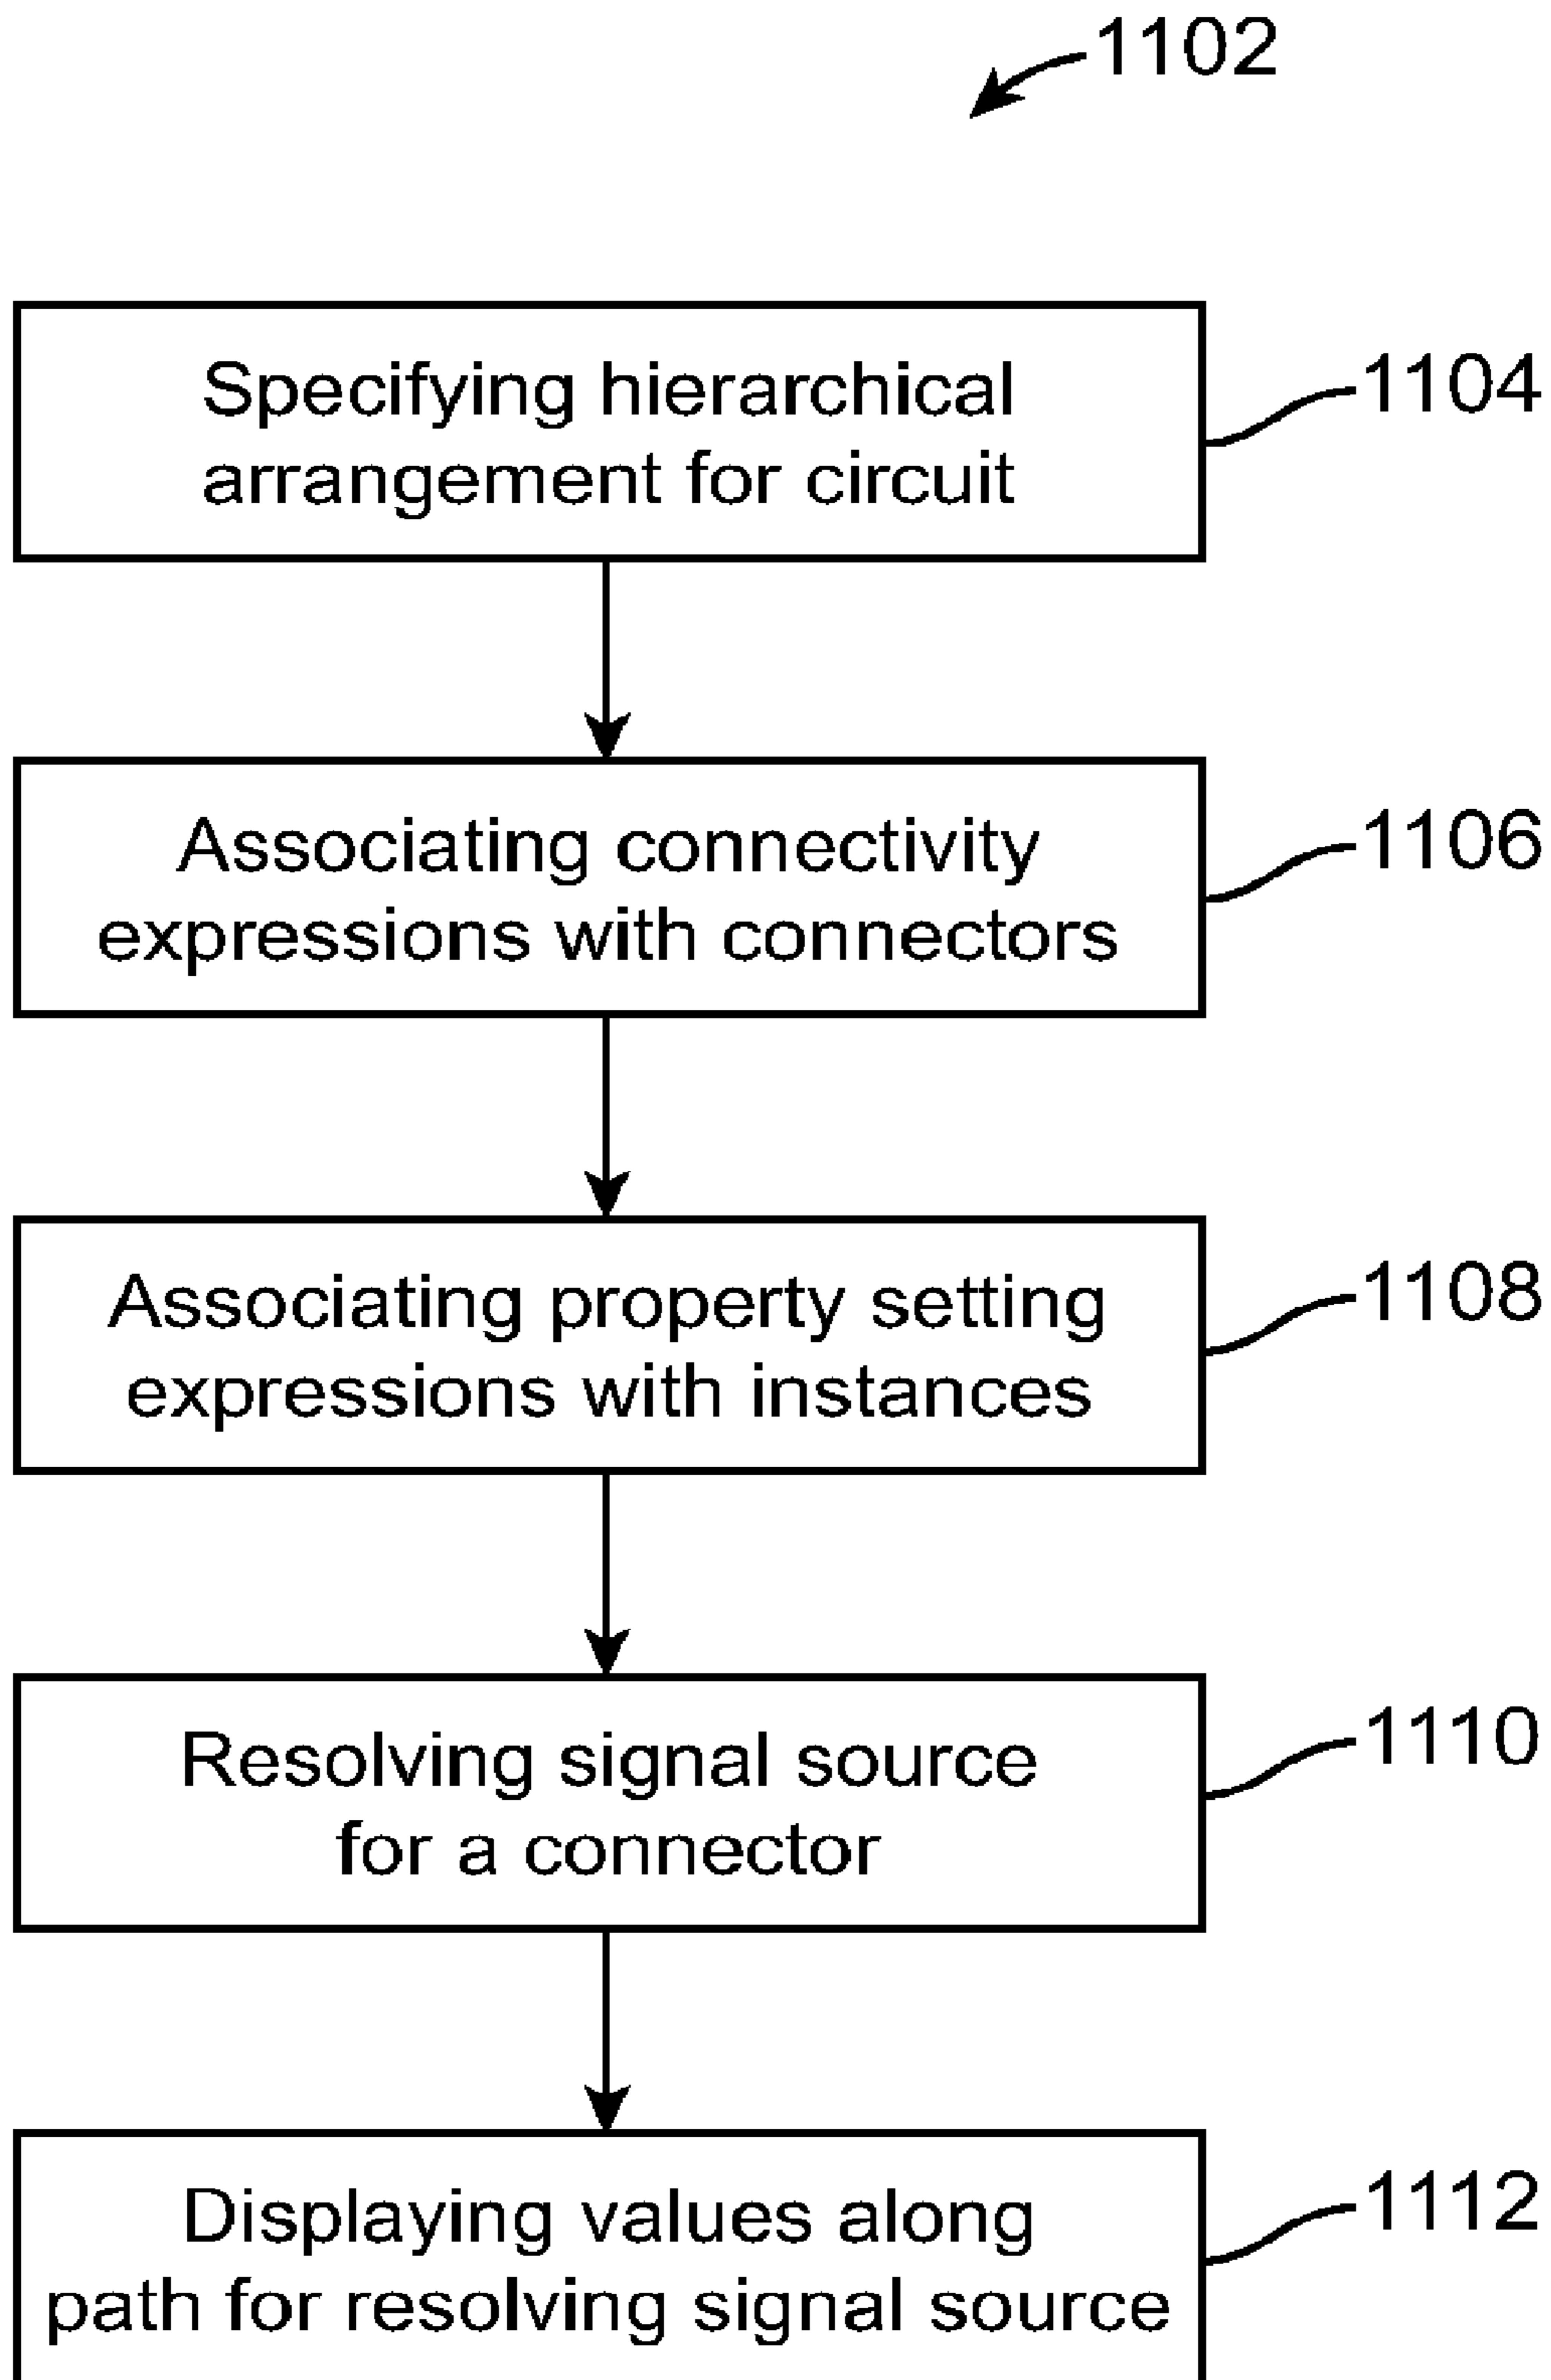 1102
Specifying hierarchical
arrangement for circuit
1104
Associating connectivity
expressions with connectors
1106
Associating property setting
expressions with instances
1108
Resolving signal source
for a connector
1110
Displaying values along
path for resolving signal source
1112